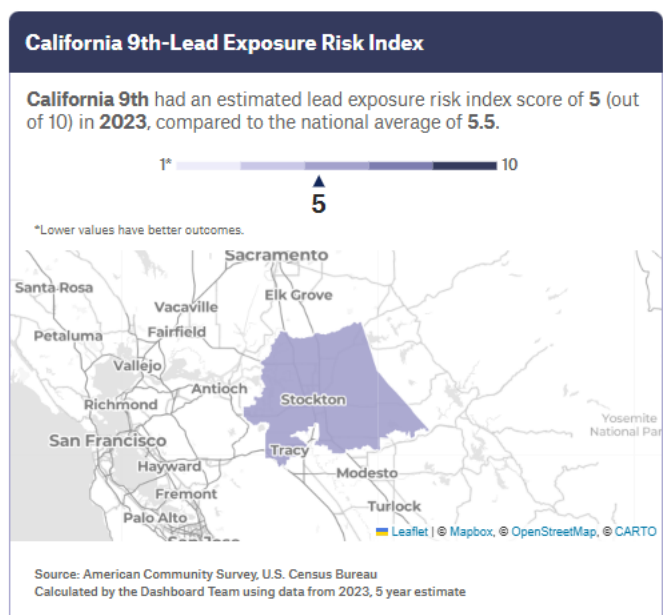 California 9th-Lead Exposure Risk Index
California 9th had an estimated lead exposure risk index score of 5 (out
of 10) in 2023, compared to the national average of 5.5.
1* 10
5
*Lower values have better outcomes.
Sacramento
Santa Rosa
Elk Grove
Vacaville
Petaluma
Fairfield
Vallejo
Antioch
Richmond
Stockton
Yosemite
National Par
San Francisco
Tracy
Hayward
Modesto
Fremont
Turlock
Palo Alto
San Jose
Leaflet | © Mapbox, © OpenStreetMap, © CARTO
Source: American Community Survey, U.S. Census Bureau
Calculated by the Dashboard Team using data from 2023, 5 year estimate